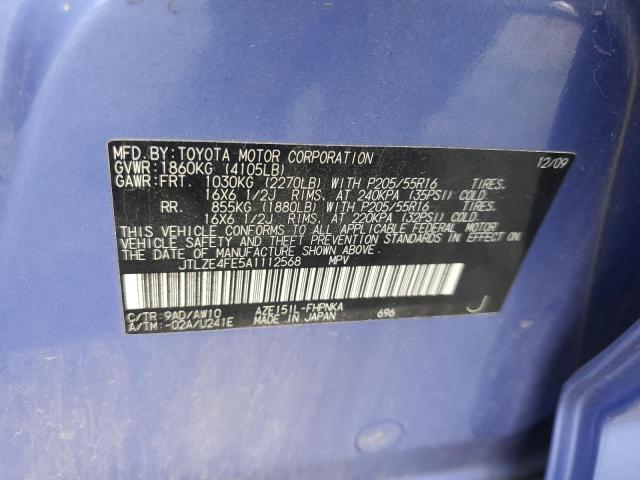 MFD. BY: TOYOTA MOTOR CORPORATION 12/09
GVWR: 1860KG (4105LB)
GAWR: FRT. 1030KG (2270LB) WITH P205/55R16 TIRES.
16X6 1/2J RIMS. AT 240KPA (35PSI) COLD.
RR. 855KG (1880LB) WITH P205/55R16 TIRES.
16X6 1/2J RIMS. AT 220KPA (32PSI) COLD.
THIS VEHICLE CONFORMS TO ALL APPLICABLE FEDERAL MOTOR
VEHICLE SAFETY AND THEFT PREVENTION STANDARDS IN EFFECT ON
THE DATE OF MANUFACTURE SHOWN ABOVE.
JTLZE4FE5A1112568 MPV
C/TR: 9AD/AW10 AZE151L-FHPNKA
A/TM: -02A/U241E MADE IN JAPAN 696 J